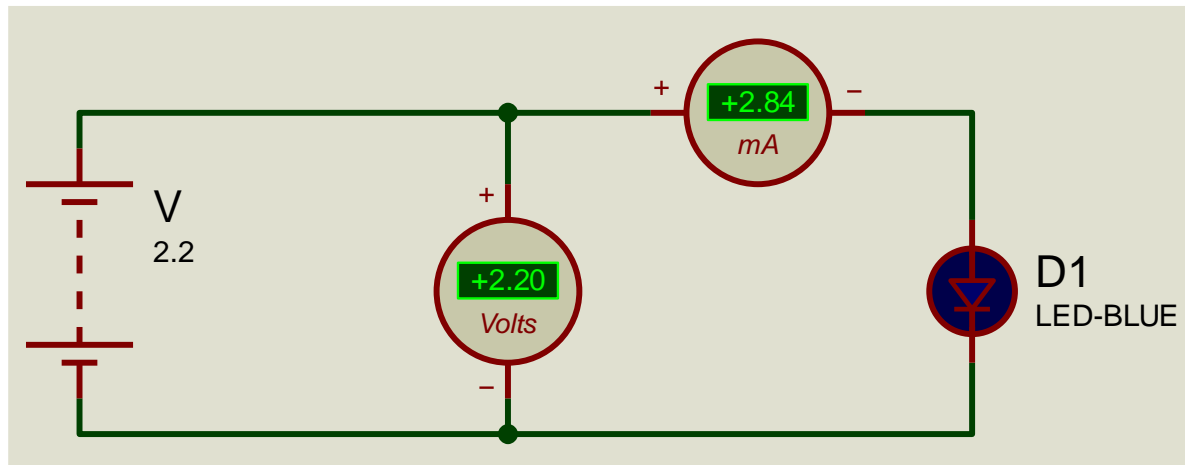 + −
+2.84
mA
V
2.2
+
+2.20
Volts
−
D1
LED-BLUE